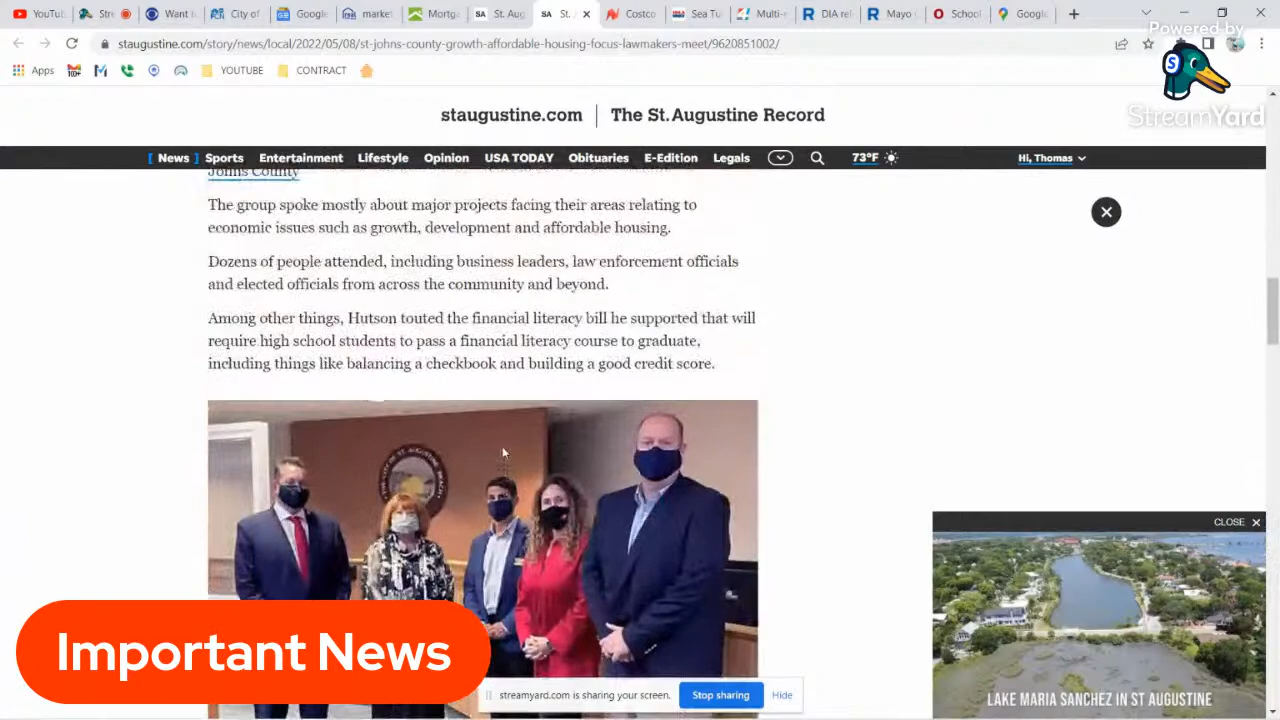 YouTub
Stre
Want t
City of
Google
market
Mortga
St. Aug
St. A
Costco
Sea Tu
Multi-r
DIA ref
Mayo c
School
Google
staugustine.com/story/news/local/2022/05/08/st-johns-county-growth-affordable-housing-focus-lawmakers-meet/9620851002/
Apps
YOUTUBE
CONTRACT
Powered by
StreamYard
staugustine.com | The St. Augustine Record
[ News ] Sports Entertainment Lifestyle Opinion USA TODAY Obituaries E-Edition Legals 73°F Hi, Thomas
Johns County
The group spoke mostly about major projects facing their areas relating to
economic issues such as growth, development and affordable housing.
Dozens of people attended, including business leaders, law enforcement officials
and elected officials from across the community and beyond.
Among other things, Hutson touted the financial literacy bill he supported that will
require high school students to pass a financial literacy course to graduate,
including things like balancing a checkbook and building a good credit score.
CLOSE
LAKE MARIA SANCHEZ IN ST AUGUSTINE
Important News
streamyard.com is sharing your screen.
Stop sharing
Hide